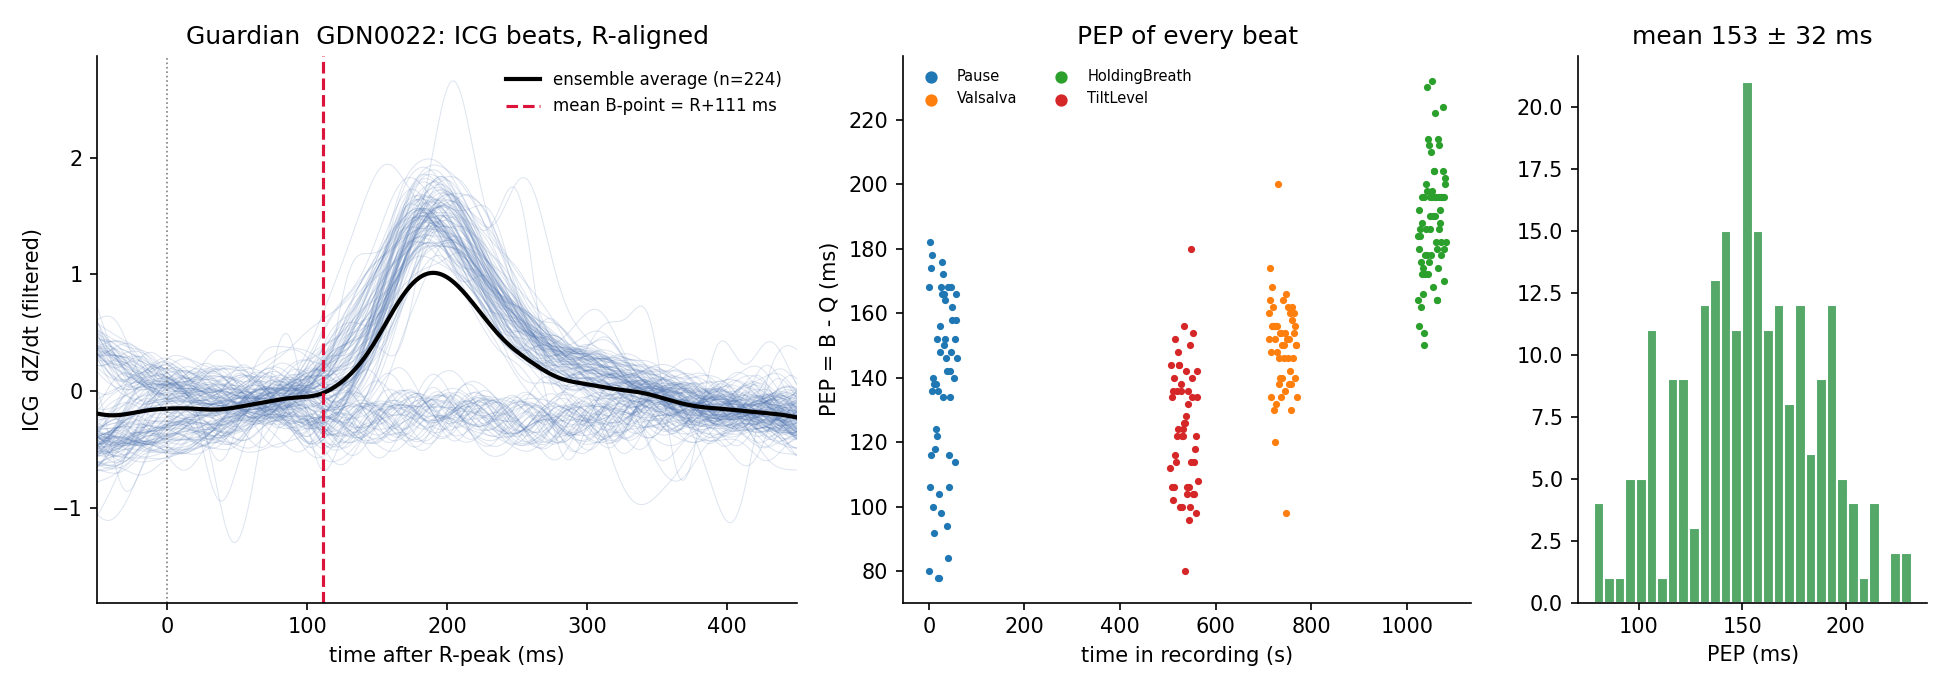 Guardian  GDN0022: ICG beats, R-aligned
ensemble average (n=224)
mean B-point = R+111 ms
ICG  dZ/dt (filtered)
2
1
0
−1
0
100
200
300
400
time after R-peak (ms)
PEP of every beat
Pause
Valsalva
HoldingBreath
TiltLevel
PEP = B - Q (ms)
220
200
180
160
140
120
100
80
0
200
400
600
800
1000
time in recording (s)
mean 153 ± 32 ms
20.0
17.5
15.0
12.5
10.0
7.5
5.0
2.5
0.0
100
150
200
PEP (ms)